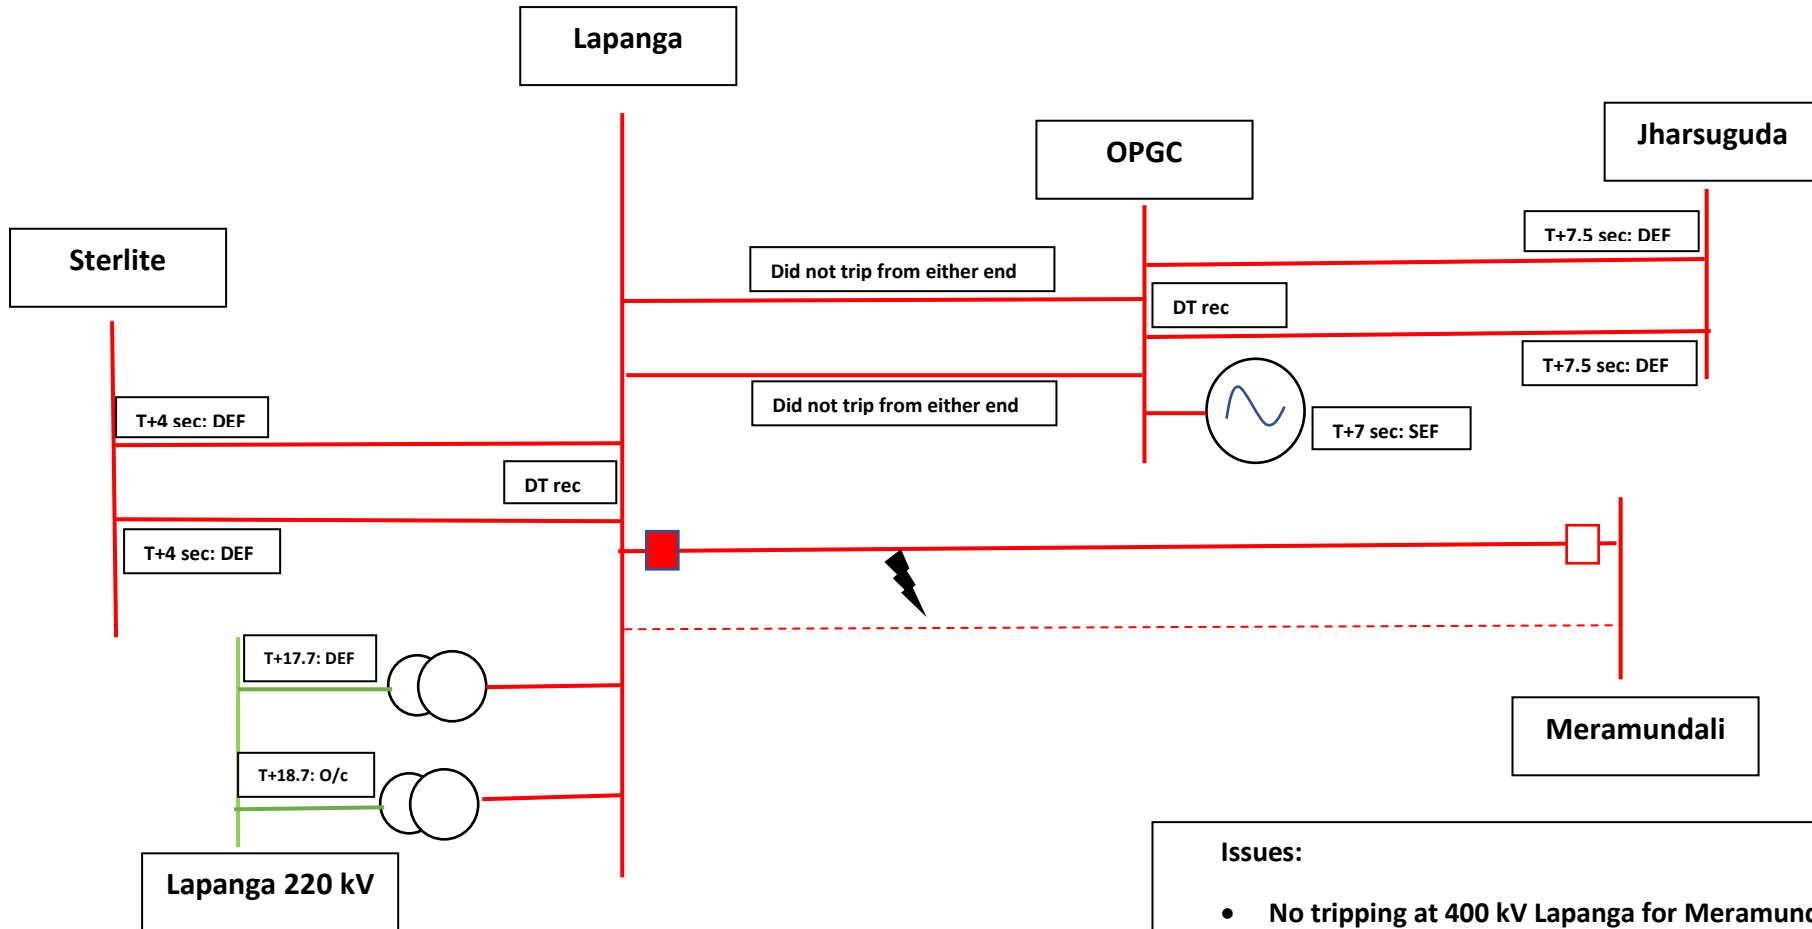 Lapanga
Jharsuguda
OPGC
T+7.5 sec: DEF
Sterlite
Did not trip from either end
DT rec
T+7.5 sec: DEF
Did not trip from either end
T+4 sec: DEF
T+7 sec: SEF
DT rec
T+4 sec: DEF
T+17.7: DEF
Meramundali
T+18.7: O/c
Lapanga 220 kV
Issues:
• No tripping at 400 kV Lapanga for Meramund